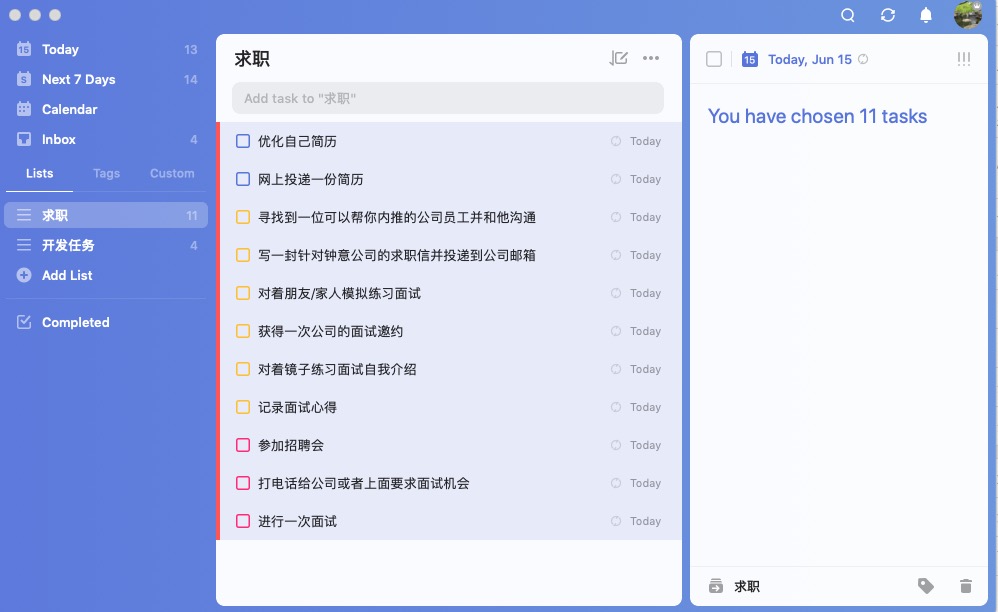 15 Today 13
S Next 7 Days 14
Calendar
Inbox 4
Lists Tags Custom
求职 11
开发任务 4
Add List
Completed
求职
Add task to "求职"
优化自己简历 Today
网上投递一份简历 Today
寻找到一位可以帮你内推的公司员工并和他沟通 Today
写一封针对钟意公司的求职信并投递到公司邮箱 Today
对着朋友/家人模拟练习面试 Today
获得一次公司的面试邀约 Today
对着镜子练习面试自我介绍 Today
记录面试心得 Today
参加招聘会 Today
打电话给公司或者上面要求面试机会 Today
进行一次面试 Today
15 Today, Jun 15 !!!
You have chosen 11 tasks
求职